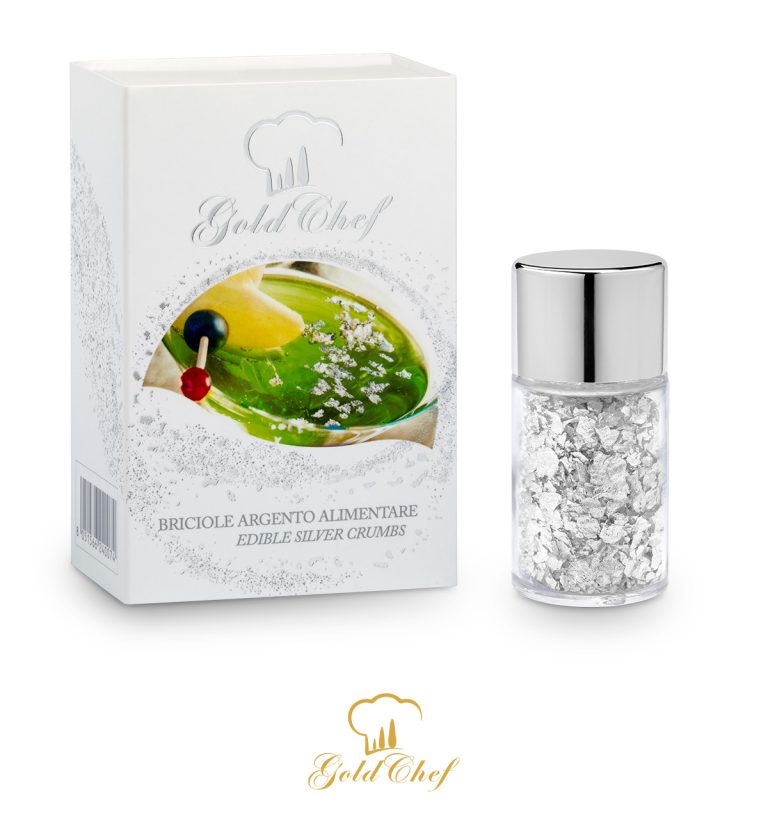 Gold Chef
BRICIOLE ARGENTO ALIMENTARE
EDIBLE SILVER CRUMBS
Gold Chef